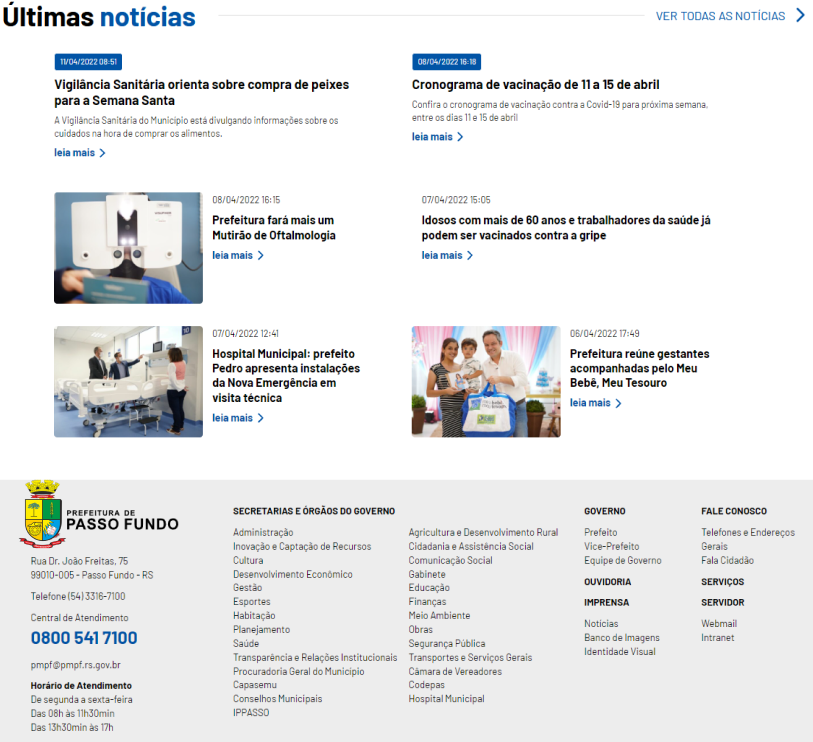 Últimas notícias
VER TODAS AS NOTÍCIAS
11/04/2022 08:51
Vigilância Sanitária orienta sobre compra de peixes
para a Semana Santa
A Vigilância Sanitária do Município está divulgando informações sobre os
cuidados na hora de comprar os alimentos.
leia mais
08/04/2022 16:18
Cronograma de vacinação de 11 a 15 de abril
Confira o cronograma de vacinação contra a Covid-19 para próxima semana,
entre os dias 11 e 15 de abril
leia mais
08/04/2022 16:15
Prefeitura fará mais um
Mutirão de Oftalmologia
leia mais
07/04/2022 15:05
Idosos com mais de 60 anos e trabalhadores da saúde já
podem ser vacinados contra a gripe
leia mais
07/04/2022 12:41
Hospital Municipal: prefeito
Pedro apresenta instalações
da Nova Emergência em
visita técnica
leia mais
06/04/2022 17:49
Prefeitura reúne gestantes
acompanhadas pelo Meu
Bebê, Meu Tesouro
leia mais
PREFEITURA DE
PASSO FUNDO
Rua Dr. João Freitas, 75
99010-005 - Passo Fundo - RS
Telefone (54) 3316-7100
Central de Atendimento
0800 541 7100
pmpf@pmpf.rs.gov.br
Horário de Atendimento
De segunda a sexta-feira
Das 08h às 11h30min
Das 13h30min às 17h
SECRETARIAS E ÓRGÃOS DO GOVERNO
Administração
Inovação e Captação de Recursos
Cultura
Desenvolvimento Econômico
Gestão
Esportes
Habitação
Planejamento
Saúde
Transparência e Relações Institucionais
Procuradoria Geral do Município
Capasemu
Conselhos Municipais
IPPASSO
Agricultura e Desenvolvimento Rural
Cidadania e Assistência Social
Comunicação Social
Gabinete
Educação
Finanças
Meio Ambiente
Obras
Segurança Pública
Transportes e Serviços Gerais
Câmara de Vereadores
Codepas
Hospital Municipal
GOVERNO
Prefeito
Vice-Prefeito
Equipe de Governo
OUVIDORIA
IMPRENSA
Notícias
Banco de Imagens
Identidade Visual
FALE CONOSCO
Telefones e Endereços
Gerais
Fala Cidadão
SERVIÇOS
SERVIDOR
Webmail
Intranet